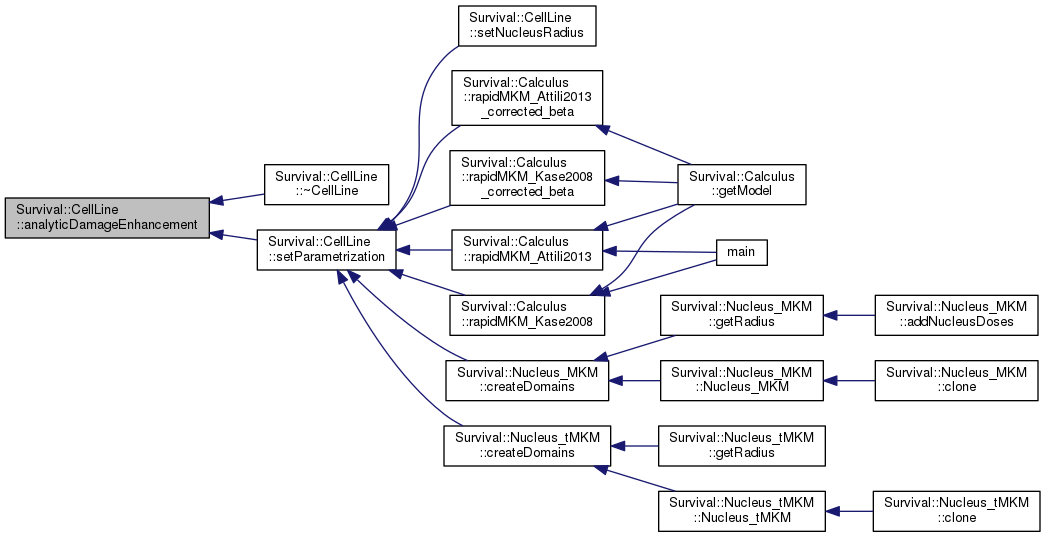 Survival::CellLine
::analyticDamageEnhancement
Survival::CellLine
::~CellLine
Survival::CellLine
::setParametrization
Survival::CellLine
::setNucleusRadius
Survival::Calculus
::rapidMKM_Attili2013
_corrected_beta
Survival::Calculus
::rapidMKM_Kase2008
_corrected_beta
Survival::Calculus
::rapidMKM_Attili2013
Survival::Calculus
::rapidMKM_Kase2008
Survival::Nucleus_MKM
::createDomains
Survival::Nucleus_tMKM
::createDomains
Survival::Calculus
::getModel
main
Survival::Nucleus_MKM
::getRadius
Survival::Nucleus_MKM
::Nucleus_MKM
Survival::Nucleus_tMKM
::getRadius
Survival::Nucleus_tMKM
::Nucleus_tMKM
Survival::Nucleus_MKM
::addNucleusDoses
Survival::Nucleus_MKM
::clone
Survival::Nucleus_tMKM
::clone